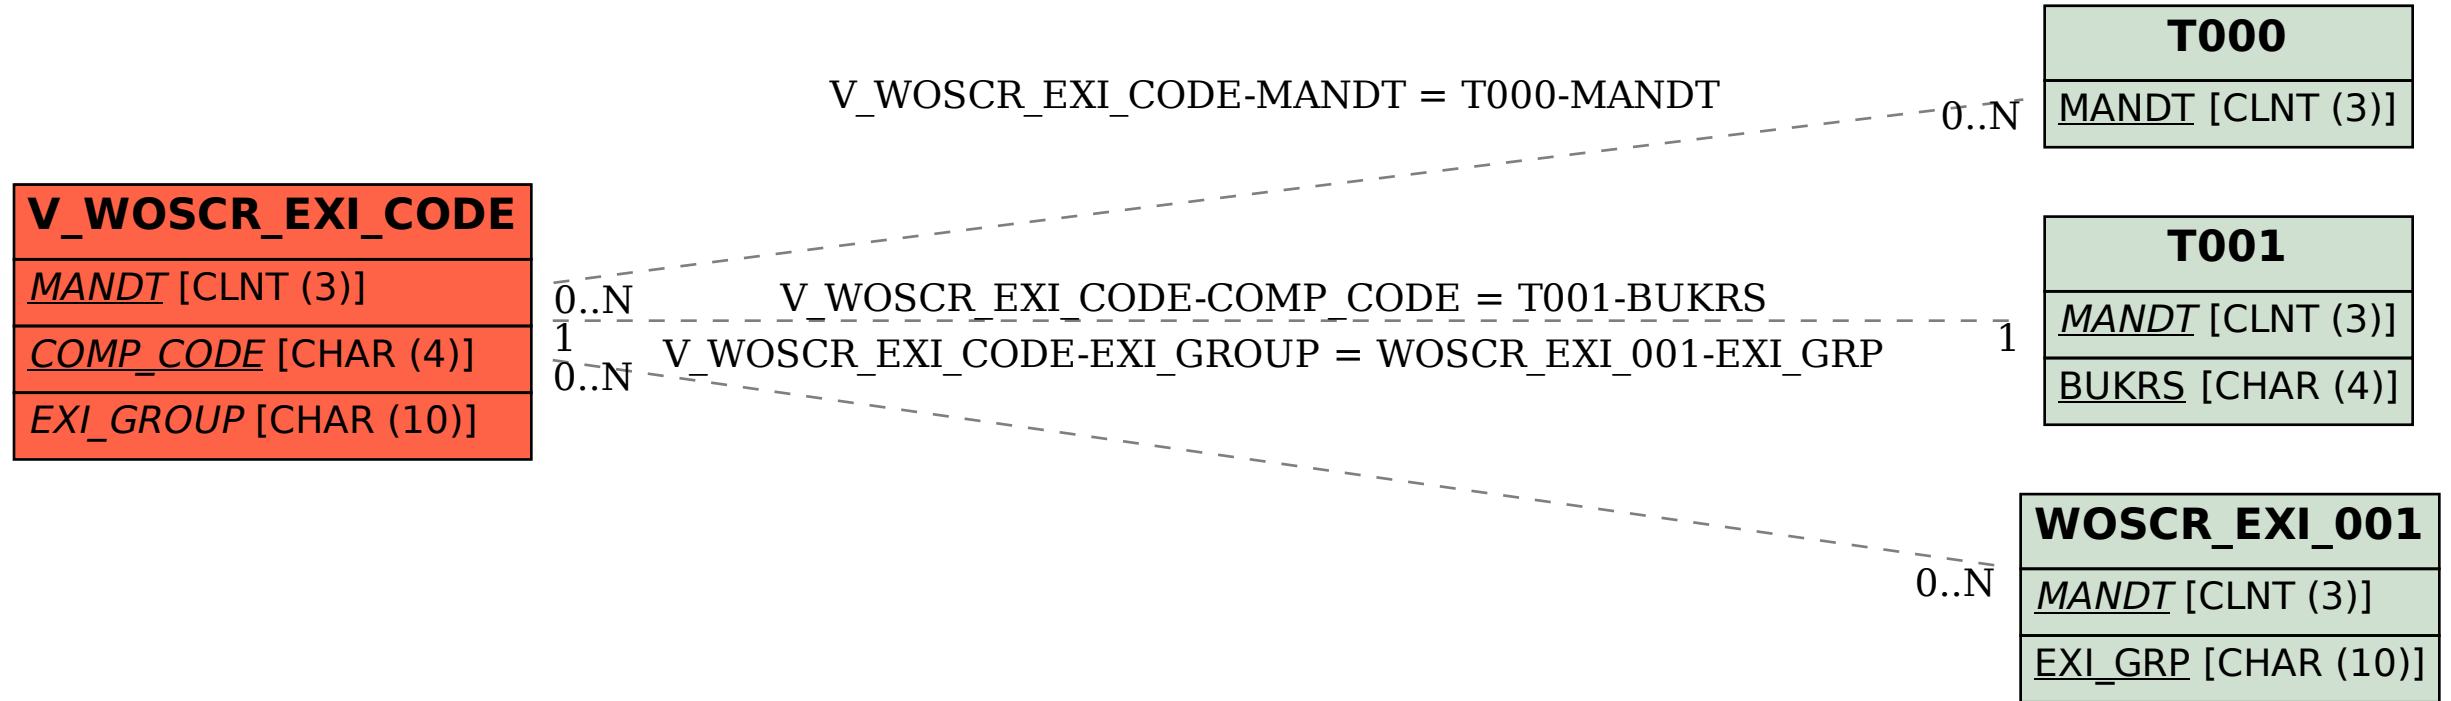 T000
MANDT [CLNT (3)]
V_WOSCR_EXI_CODE-MANDT = T000-MANDT
0..N
V_WOSCR_EXI_CODE
MANDT [CLNT (3)]
COMP_CODE [CHAR (4)]
EXI_GROUP [CHAR (10)]
0..N
V_WOSCR_EXI_CODE-COMP_CODE = T001-BUKRS
1
1
V_WOSCR_EXI_CODE-EXI_GROUP = WOSCR_EXI_001-EXI_GRP
0..N
0..N
T001
MANDT [CLNT (3)]
BUKRS [CHAR (4)]
WOSCR_EXI_001
MANDT [CLNT (3)]
EXI_GRP [CHAR (10)]